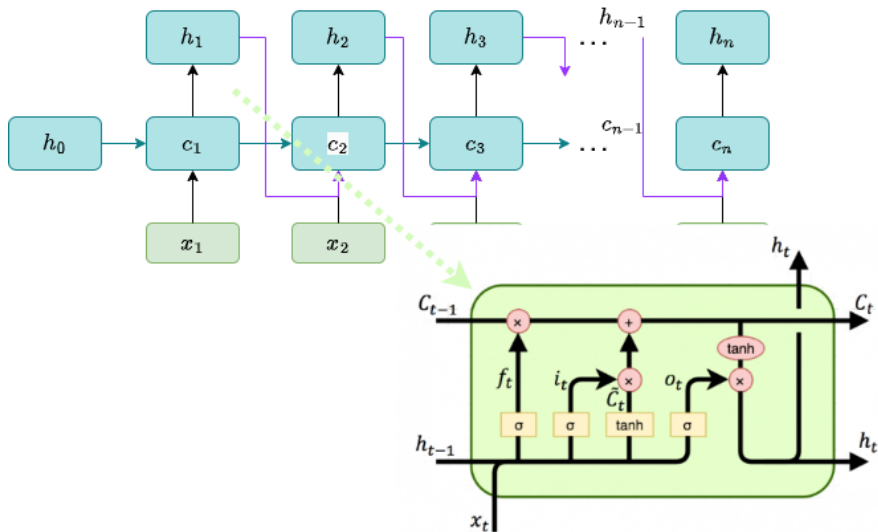 h₁ h₂ h₃ ... hₙ₋₁ hₙ
h₀ c₁ c₂ c₃ ... cₙ₋₁ cₙ
x₁ x₂
hₜ
Cₜ₋₁ × + Cₜ
tanh
fₜ iₜ × oₜ ×
C̃ₜ
σ σ tanh σ
hₜ₋₁ hₜ
xₜ